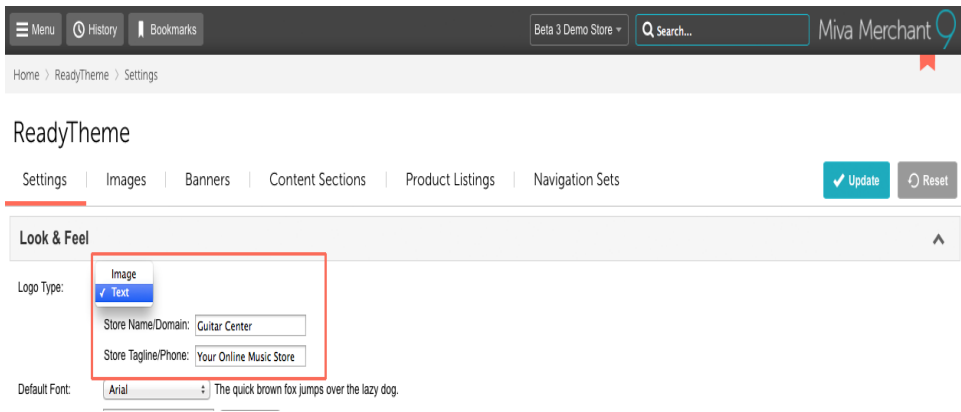 Menu History Bookmarks Beta 3 Demo Store Search... Miva Merchant 9
Home > ReadyTheme > Settings
ReadyTheme
Settings Images Banners Content Sections Product Listings Navigation Sets Update Reset
Look & Feel
Image
Logo Type: ✓ Text
Store Name/Domain: Guitar Center
Store Tagline/Phone: Your Online Music Store
Default Font: Arial The quick brown fox jumps over the lazy dog.